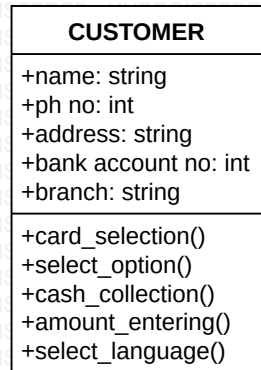 CUSTOMER
+name: string
+ph no: int
+address: string
+bank account no: int
+branch: string
+card_selection()
+select_option()
+cash_collection()
+amount_entering()
+select_language()